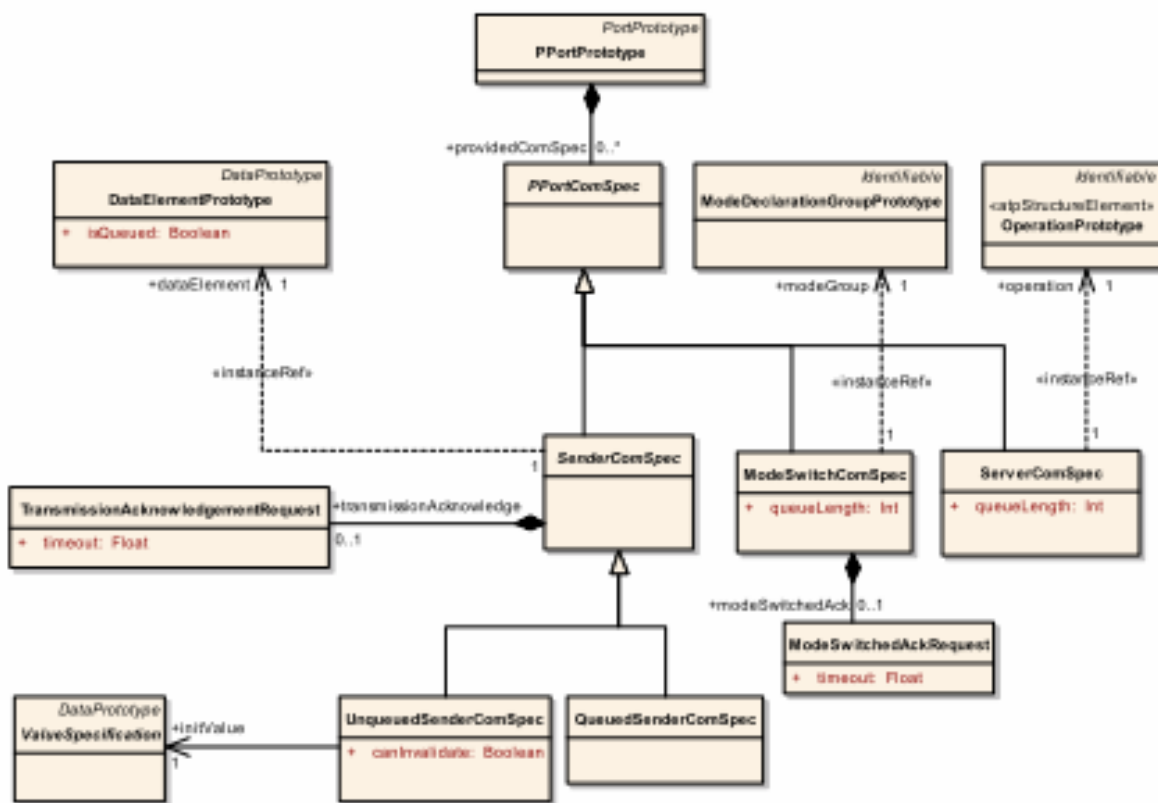 PortPrototype
PPortPrototype
+providedComSpec 0..*
DataPrototype
DataElementPrototype
+ isQueued: Boolean
PPortComSpec
Identifiable
ModeDeclarationGroupPrototype
Identifiable
«atpStructureElement»
OperationPrototype
+dataElement 1
+modeGroup 1
+operation 1
«instanceRef»
«instanceRef»
«instanceRef»
1
1
1
SenderComSpec
ModeSwitchComSpec
+ queueLength: Int
ServerComSpec
+ queueLength: Int
TransmissionAcknowledgementRequest
+ timeout: Float
+transmissionAcknowledge
0..1
+modeSwitchedAck 0..1
ModeSwitchedAckRequest
+ timeout: Float
DataPrototype
ValueSpecification
+initValue
1
UnqueuedSenderComSpec
+ canInvalidate: Boolean
QueuedSenderComSpec